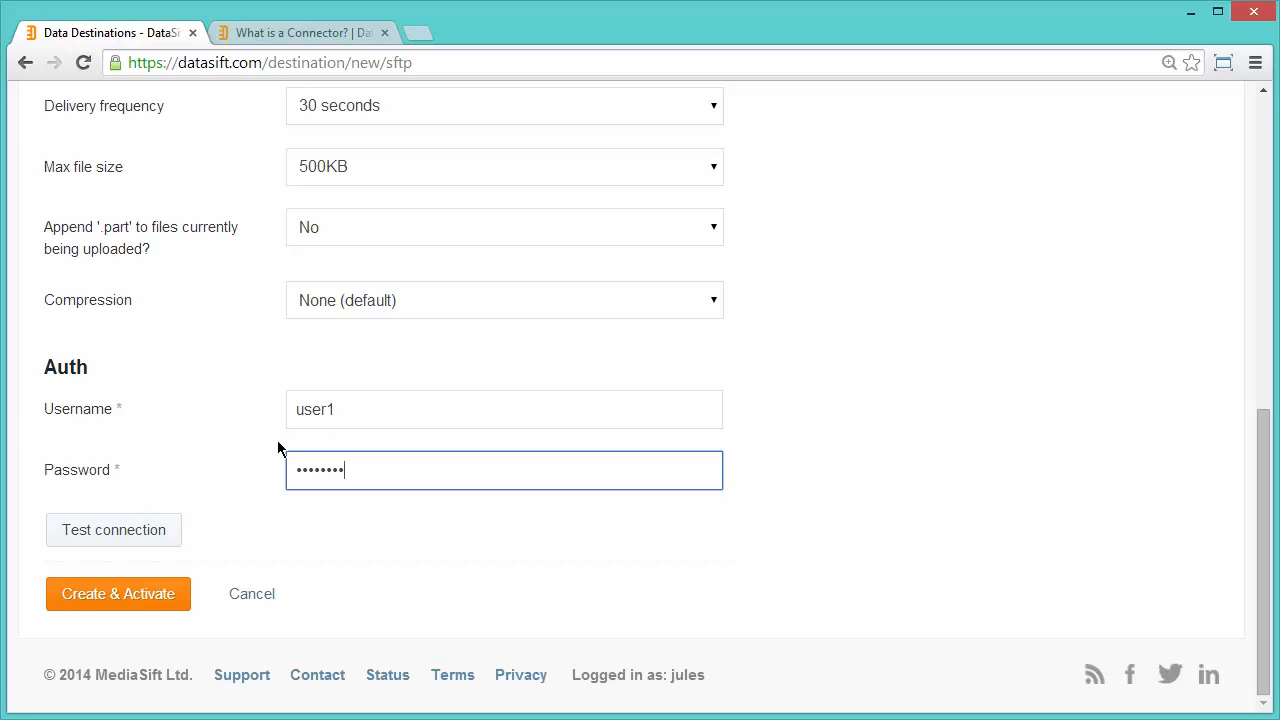 Data Destinations - DataSi
What is a Connector? | Dat
https://datasift.com/destination/new/sftp
Delivery frequency
30 seconds
Max file size
500KB
Append '.part' to files currently
being uploaded?
No
Compression
None (default)
Auth
Username *
user1
Password *
••••••••
Test connection
Create & Activate
Cancel
© 2014 MediaSift Ltd. Support Contact Status Terms Privacy Logged in as: jules